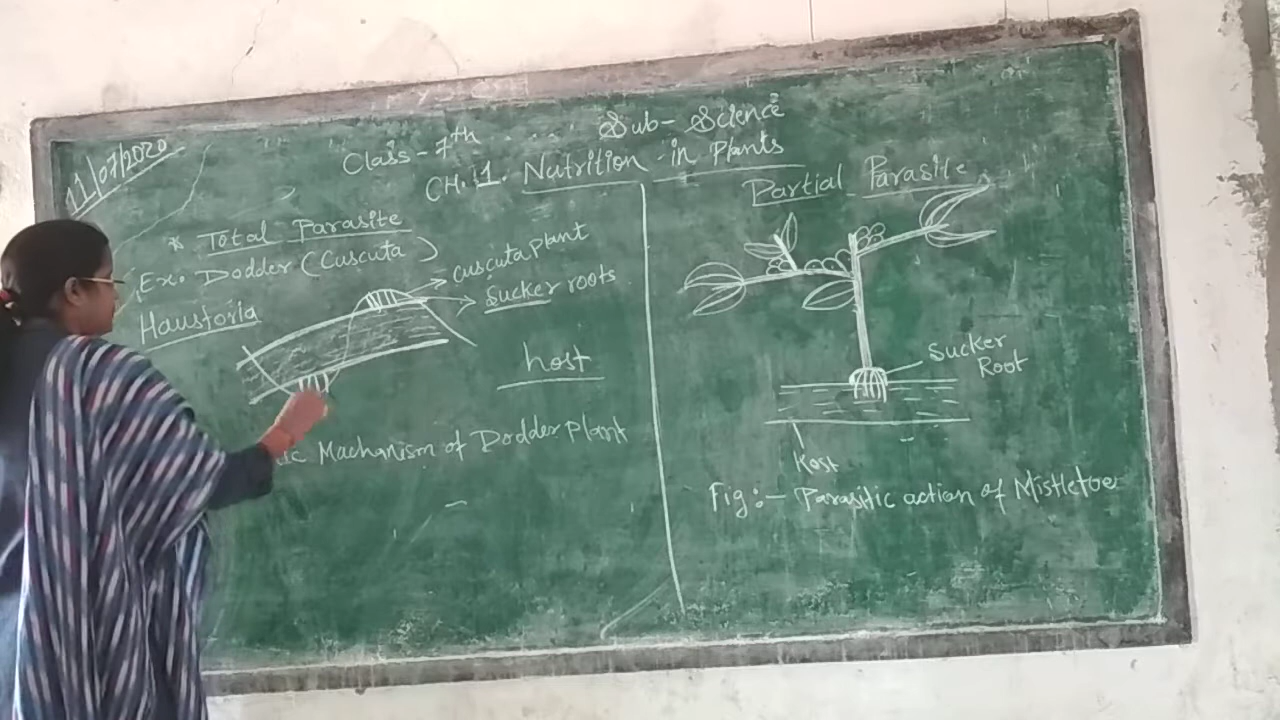 11/07/2020
Class-7th
Sub- Science
CH. 1. Nutrition in Plants
* Total Parasite
Ex. Dodder (Cuscuta)
Haustoria
cuscuta plant
Sucker roots
host
Machanism of Dodder Plant
Partial Parasite
Sucker
Root
Host
Fig:- Parasitic action of Mistletoe